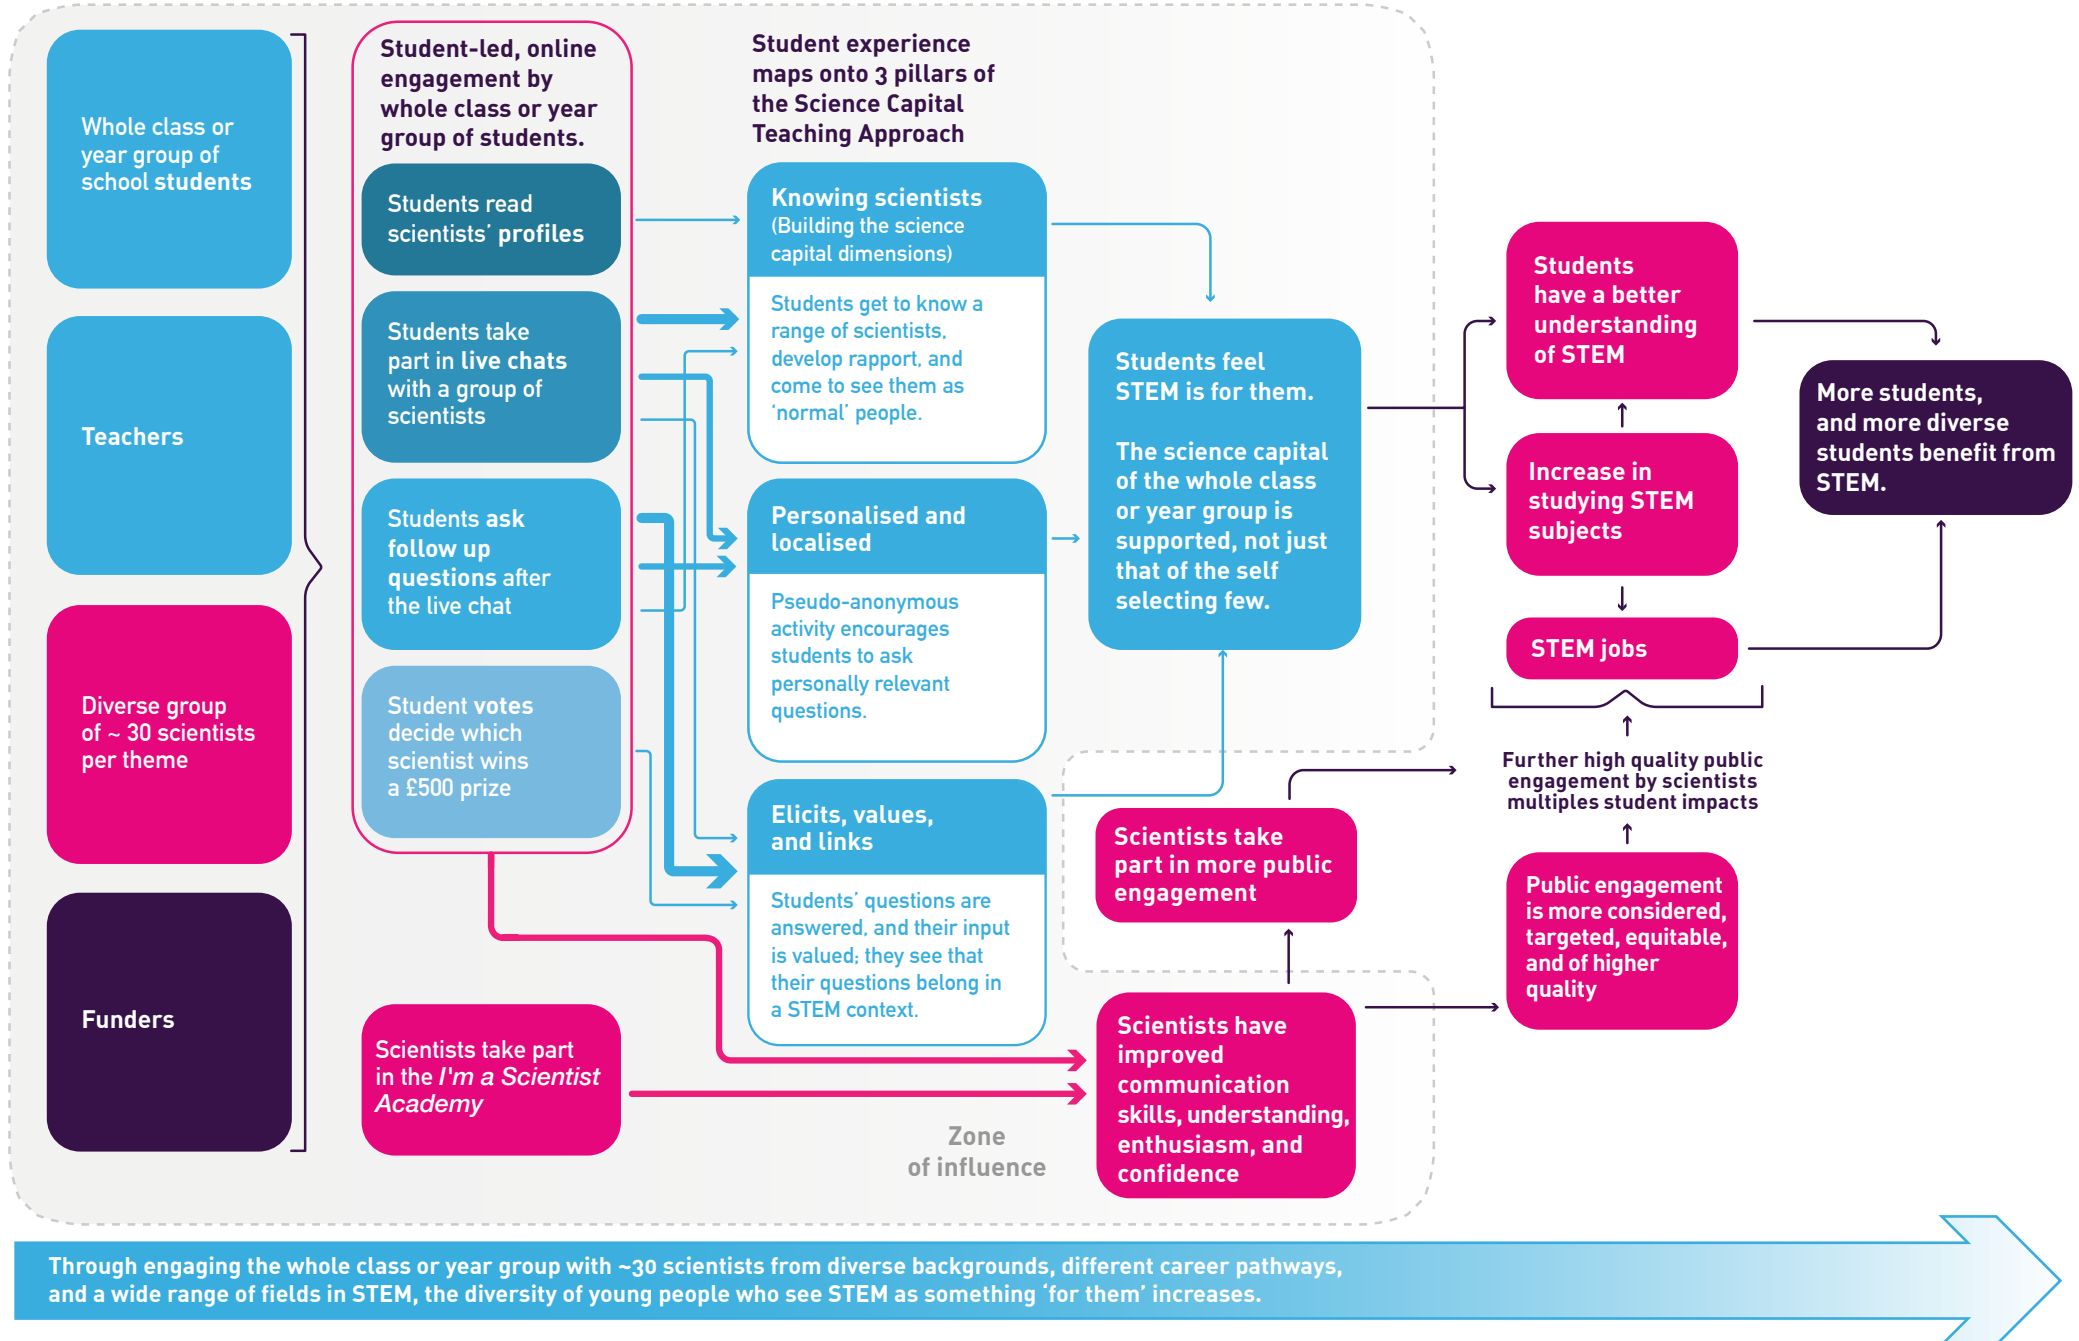 Whole class or
year group of
school students
Teachers
Diverse group
of ~ 30 scientists
per theme
Funders
Student-led, online
engagement by
whole class or year
group of students.
Students read
scientists’ profiles
Students take
part in live chats
with a group of
scientists
Students ask
follow up
questions after
the live chat
Student votes
decide which
scientist wins
a £500 prize
Scientists take part
in the I'm a Scientist
Academy
Student experience
maps onto 3 pillars of
the Science Capital
Teaching Approach
Knowing scientists
(Building the science
capital dimensions)
Students get to know a
range of scientists,
develop rapport, and
come to see them as
‘normal’ people.
Personalised and
localised
Pseudo-anonymous
activity encourages
students to ask
personally relevant
questions.
Elicits, values,
and links
Students’ questions are
answered, and their input
is valued; they see that
their questions belong in
a STEM context.
Zone
of influence
Students feel
STEM is for them.
The science capital
of the whole class
or year group is
supported, not just
that of the self
selecting few.
Scientists take
part in more public
engagement
Scientists have
improved
communication
skills, understanding,
enthusiasm, and
confidence
Students
have a better
understanding
of STEM
Increase in
studying STEM
subjects
STEM jobs
Further high quality public
engagement by scientists
multiples student impacts
Public engagement
is more considered,
targeted, equitable,
and of higher
quality
More students,
and more diverse
students benefit from
STEM.
Through engaging the whole class or year group with ~30 scientists from diverse backgrounds, different career pathways,
and a wide range of fields in STEM, the diversity of young people who see STEM as something ‘for them’ increases.